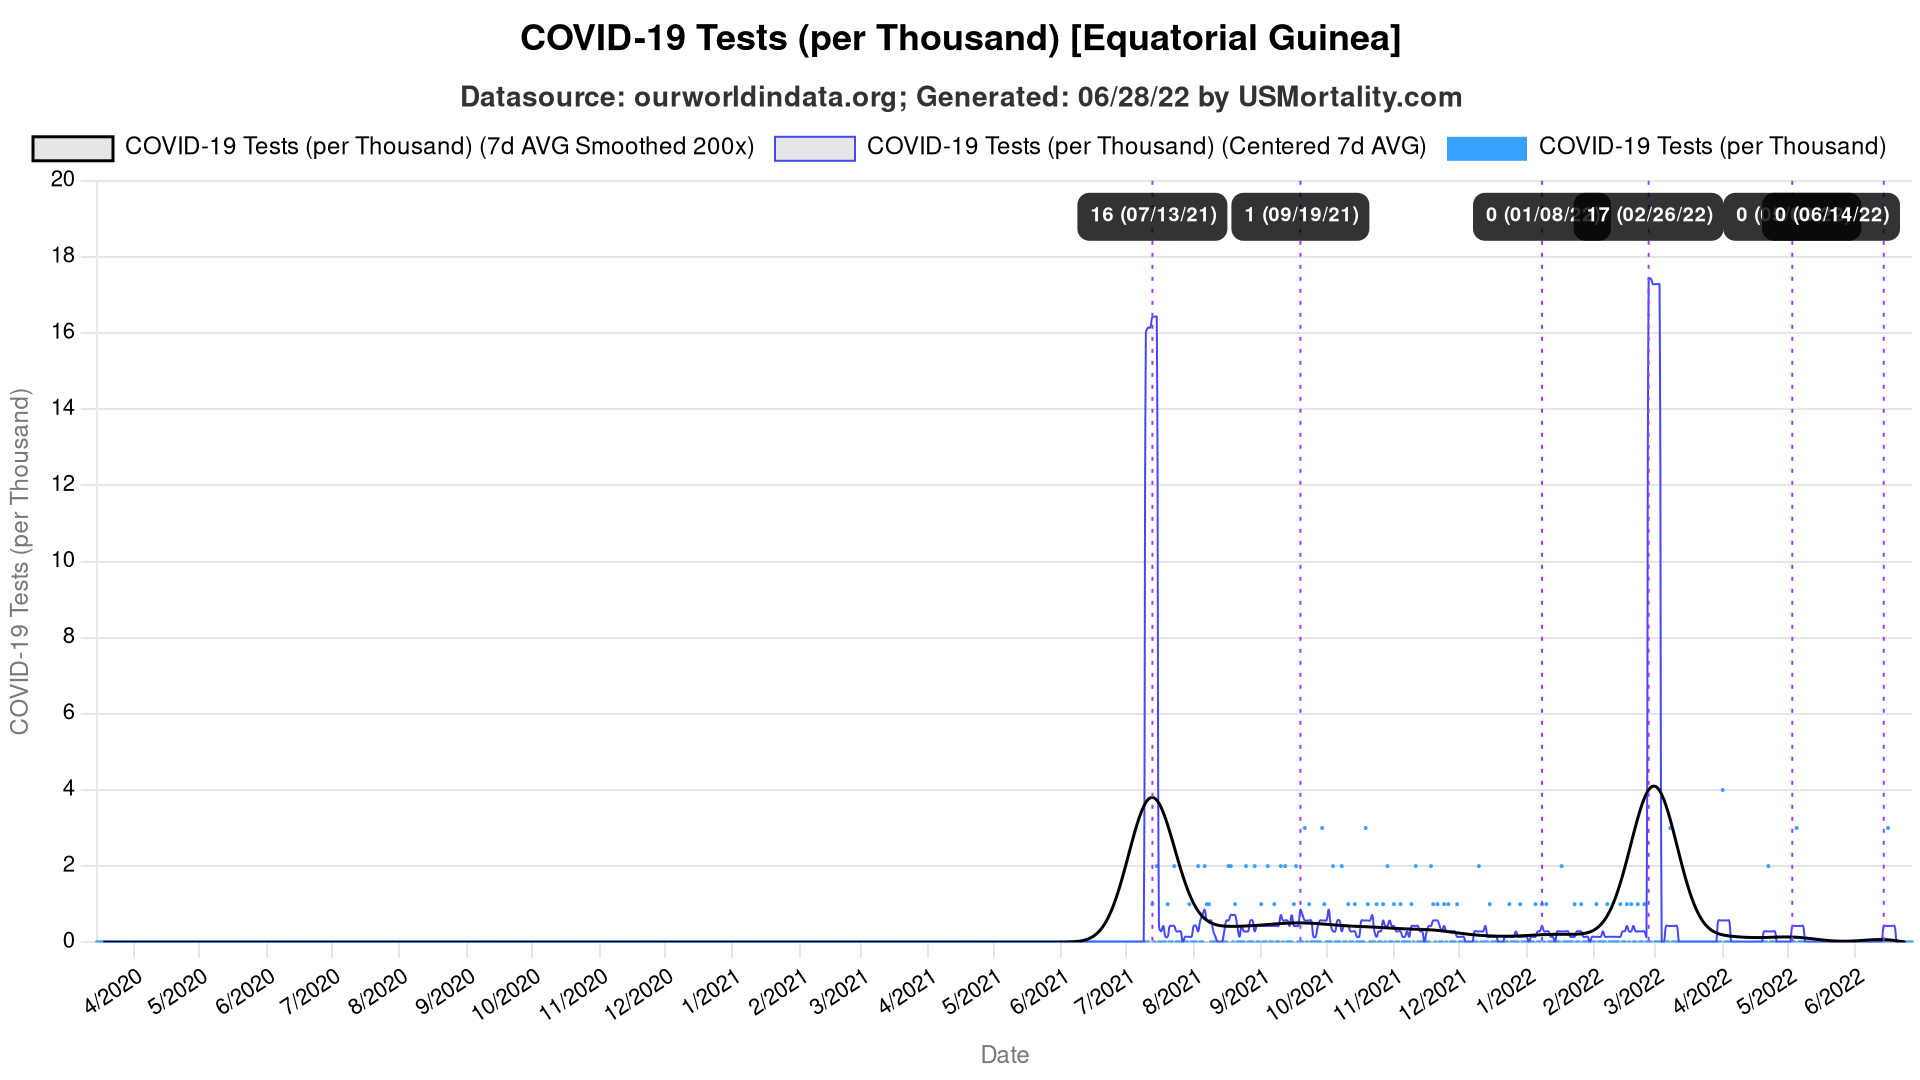 COVID-19 Tests (per Thousand) [Equatorial Guinea]
Datasource: ourworldindata.org; Generated: 06/28/22 by USMortality.com
COVID-19 Tests (per Thousand) (7d AVG Smoothed 200x) COVID-19 Tests (per Thousand) (Centered 7d AVG) COVID-19 Tests (per Thousand)
16 (07/13/21) 1 (09/19/21) 0 (01/08/22) 17 (02/26/22) 0 ( 0 (06/14/22)
COVID-19 Tests (per Thousand)
20
18
16
14
12
10
8
6
4
2
0
4/2020 5/2020 6/2020 7/2020 8/2020 9/2020 10/2020 11/2020 12/2020 1/2021 2/2021 3/2021 4/2021 5/2021 6/2021 7/2021 8/2021 9/2021 10/2021 11/2021 12/2021 1/2022 2/2022 3/2022 4/2022 5/2022 6/2022
Date